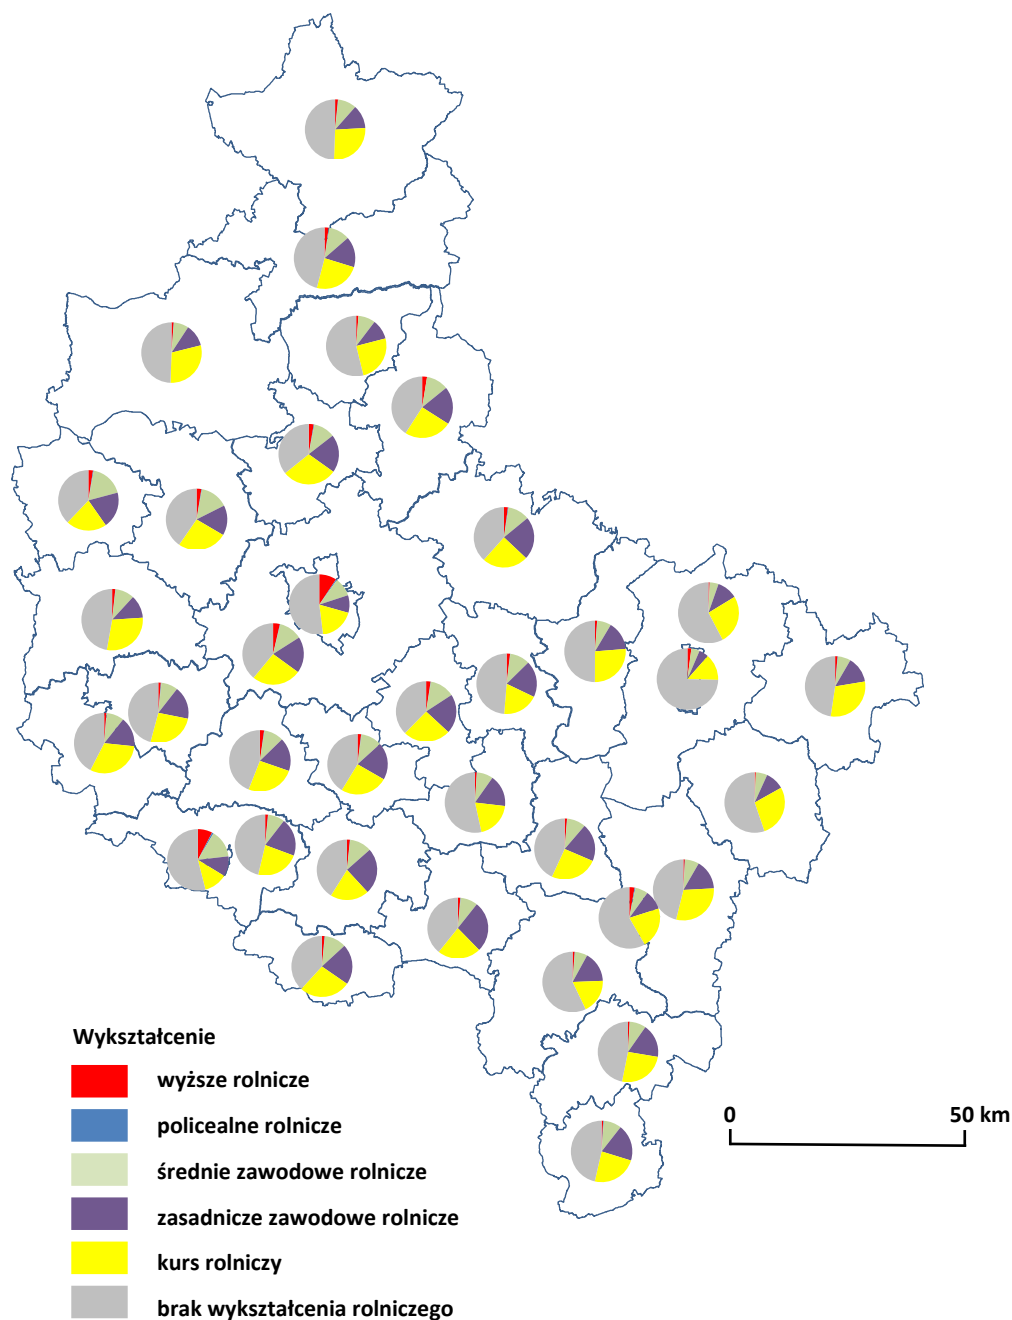 Wykształcenie
wyższe rolnicze
policealne rolnicze
średnie zawodowe rolnicze
zasadnicze zawodowe rolnicze
kurs rolniczy
brak wykształcenia rolniczego
0 50 km